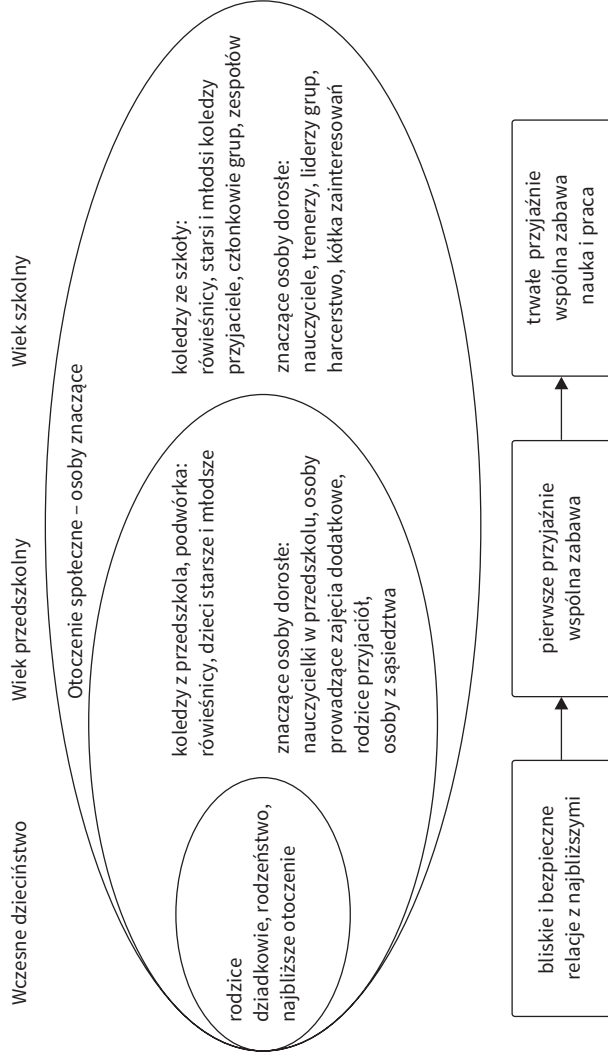 Wczesne dzieciństwo
Wiek przedszkolny
Wiek szkolny
Otoczenie społeczne – osoby znaczące
rodzice
dziadkowie, rodzeństwo,
najbliższe otoczenie
koledzy z przedszkola, podwórka:
rówieśnicy, dzieci starsze i młodsze
znaczące osoby dorosłe:
nauczycielki w przedszkolu, osoby
prowadzące zajęcia dodatkowe,
rodzice przyjaciół,
osoby z sąsiedztwa
koledzy ze szkoły:
rówieśnicy, starsi i młodsi koledzy
przyjaciele, członkowie grup, zespołów
znaczące osoby dorosłe:
nauczyciele, trenerzy, liderzy grup,
harcerstwo, kółka zainteresowań
bliskie i bezpieczne
relacje z najbliższymi
pierwsze przyjaźnie
wspólna zabawa
trwałe przyjaźnie
wspólna zabawa
nauka i praca